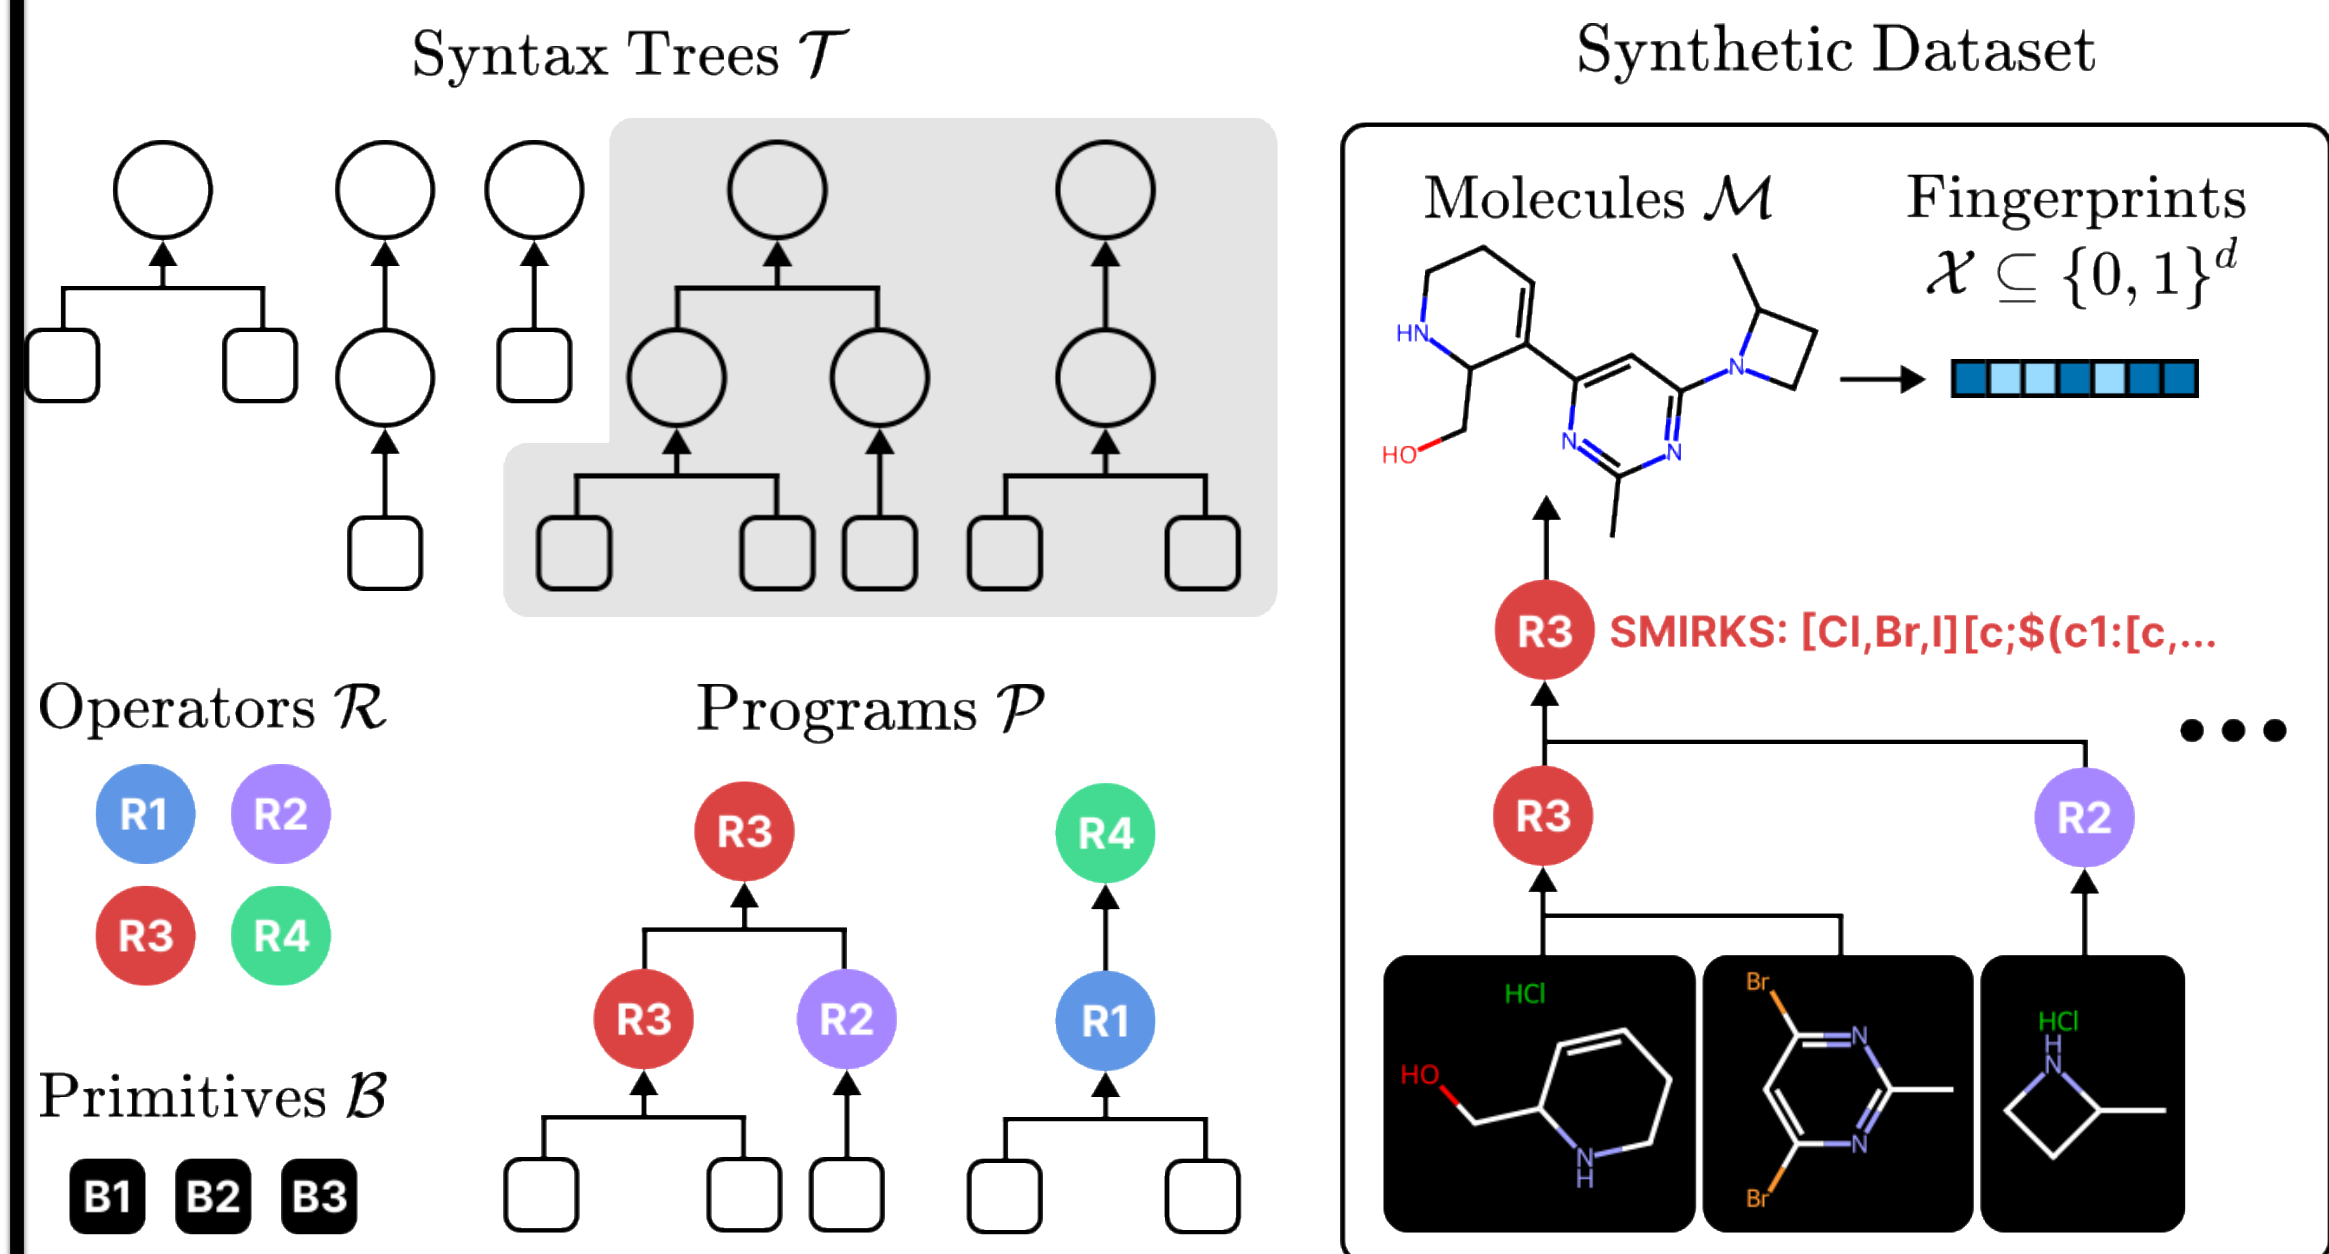 Syntax Trees 𝒯
Operators ℛ
R1 R2
R3 R4
Primitives ℬ
B1 B2 B3
Programs 𝒫
R3 R4
R3 R2 R1
Synthetic Dataset
Molecules ℳ
Fingerprints
𝒳 ⊆ {0, 1}^d
HN
N
HO
N
N
R3 SMIRKS: [Cl,Br,I][c;$(c1:[c,...
•••
R3 R2
HCl
HO
N
H
Br
N
N
Br
HCl
H
N